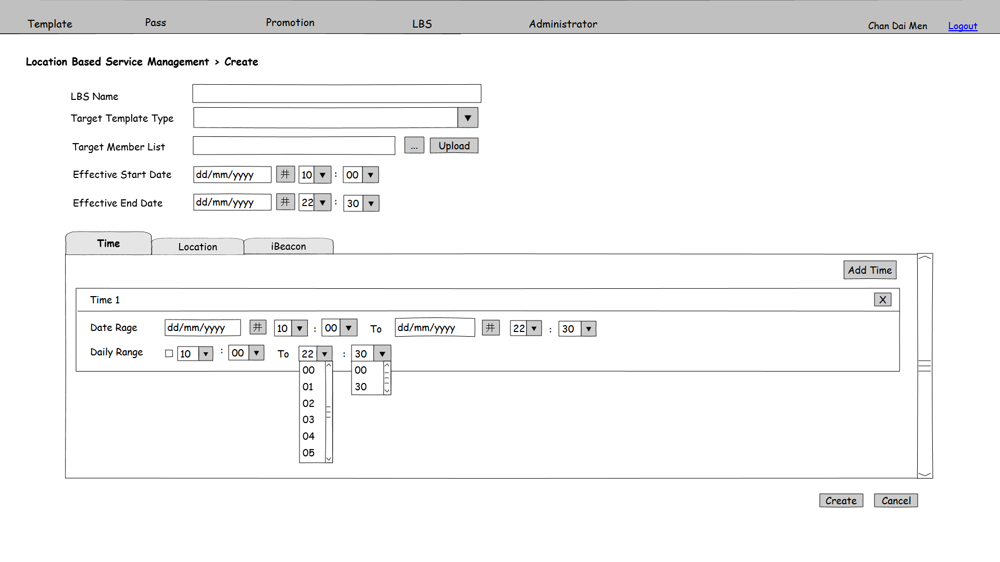 Template Pass Promotion LBS Administrator Chan Dai Men Logout
Location Based Service Management > Create
LBS Name
Target Template Type ▼
Target Member List ... Upload
Effective Start Date dd/mm/yyyy 井 10 ▼ : 00 ▼
Effective End Date dd/mm/yyyy 井 22 ▼ : 30 ▼
Time Location iBeacon
Add Time
Time 1 X
Date Rage dd/mm/yyyy 井 10 ▼ : 00 ▼ To dd/mm/yyyy 井 22 ▼ : 30 ▼
Daily Range 10 ▼ : 00 ▼ To 22 ▼ : 30 ▼
00 00
01 30
02
03
04
05
Create Cancel